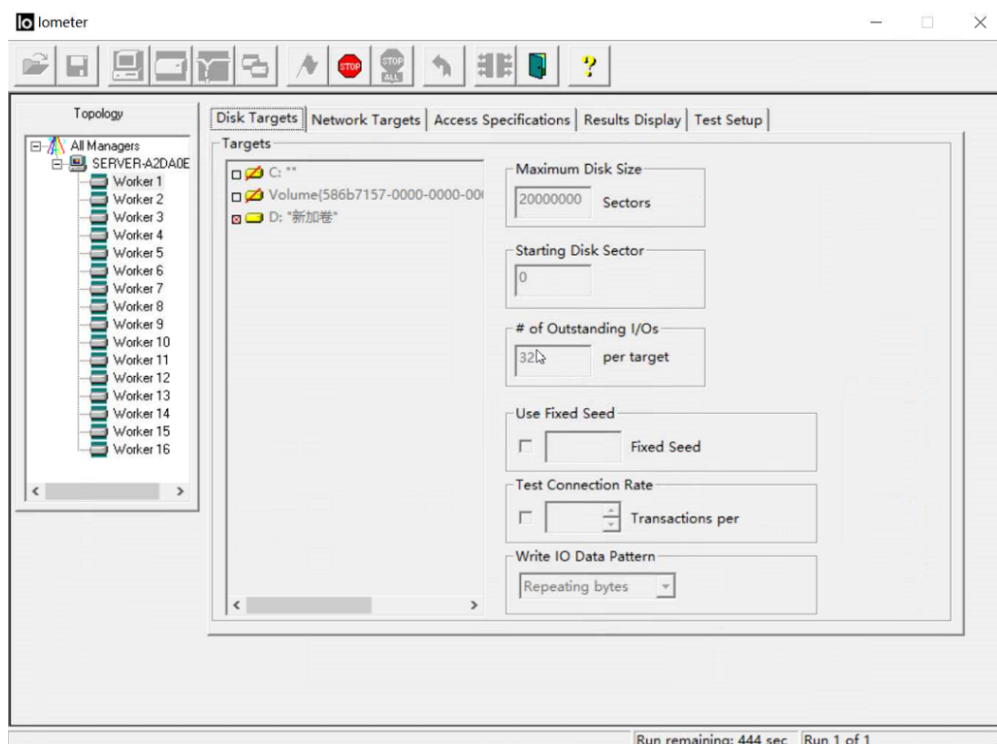 Io Iometer
STOP
STOP
ALL
?
Topology
All Managers
SERVER-A2DA0E
Worker 1
Worker 2
Worker 3
Worker 4
Worker 5
Worker 6
Worker 7
Worker 8
Worker 9
Worker 10
Worker 11
Worker 12
Worker 13
Worker 14
Worker 15
Worker 16
Disk Targets Network Targets Access Specifications Results Display Test Setup
Targets
C: ""
Volume{586b7157-0000-0000-00
D: "新加卷"
Maximum Disk Size
20000000 Sectors
Starting Disk Sector
0
# of Outstanding I/Os
32 per target
Use Fixed Seed
Fixed Seed
Test Connection Rate
Transactions per
Write IO Data Pattern
Repeating bytes
Run remaining: 444 sec Run 1 of 1